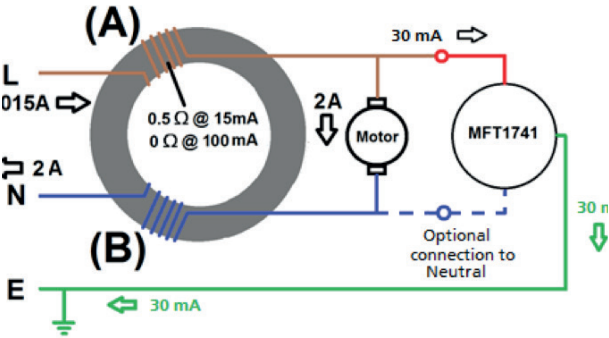 (A)
30 mA
L
015A
0.5 Ω @ 15mA
0 Ω @ 100 mA
2A
Motor
MFT1741
2 A
N
(B)
Optional
connection to
Neutral
30 m
E
30 mA